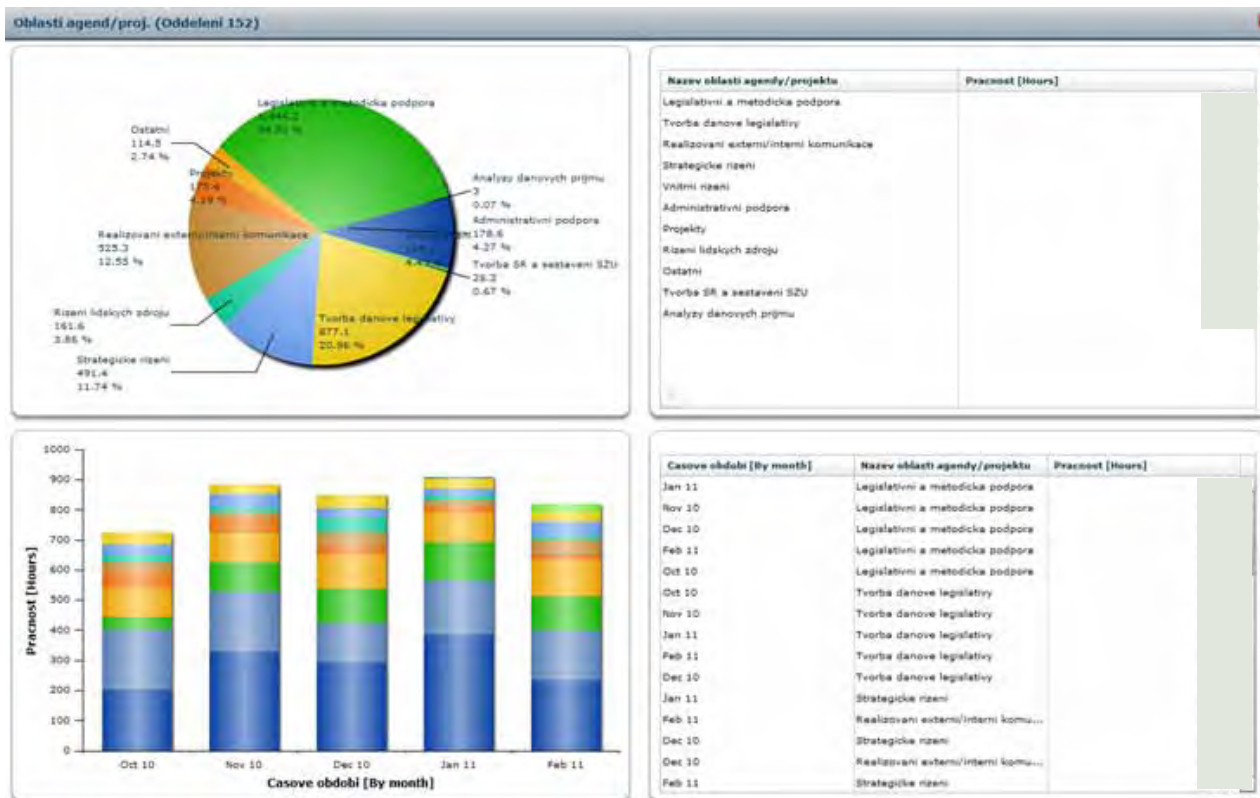 Oblasti agend/proj. (Oddeleni 152)
Legislativni a metodicka podpora
Ostatni
114.5
2.74 %
Projekty
4.19 %
Realizovani externi/interni komunikace
525.3
12.55 %
Rizeni lidskych zdroju
161.6
3.86 %
Strategicke rizeni
491.4
11.74 %
Tvorba danove legislativy
877.1
20.96 %
Analyzy danovych prijmu
3
0.07 %
Administrativni podpora
178.6
4.27 %
Tvorba SR a sestaveni SZU
0.67 %
Nazev oblasti agendy/projektu Pracnost [Hours]
Legislativni a metodicka podpora
Tvorba danove legislativy
Realizovani externi/interni komunikace
Strategicke rizeni
Vnitrni rizeni
Administrativni podpora
Projekty
Rizeni lidskych zdroju
Ostatni
Tvorba SR a sestaveni SZU
Analyzy danovych prijmu
Pracnost [Hours]
1000
900
800
700
600
500
400
300
200
100
0
Oct 10 Nov 10 Dec 10 Jan 11 Feb 11
Casove obdobi [By month]
Casove obdobi [By month] Nazev oblasti agendy/projektu Pracnost [Hours]
Jan 11 Legislativni a metodicka podpora
Nov 10 Legislativni a metodicka podpora
Dec 10 Legislativni a metodicka podpora
Feb 11 Legislativni a metodicka podpora
Oct 10 Legislativni a metodicka podpora
Oct 10 Tvorba danove legislativy
Nov 10 Tvorba danove legislativy
Jan 11 Tvorba danove legislativy
Feb 11 Tvorba danove legislativy
Dec 10 Tvorba danove legislativy
Jan 11 Strategicke rizeni
Feb 11 Realizovani externi/interni komu...
Dec 10 Strategicke rizeni
Dec 10 Realizovani externi/interni komu...
Feb 11 Strategicke rizeni